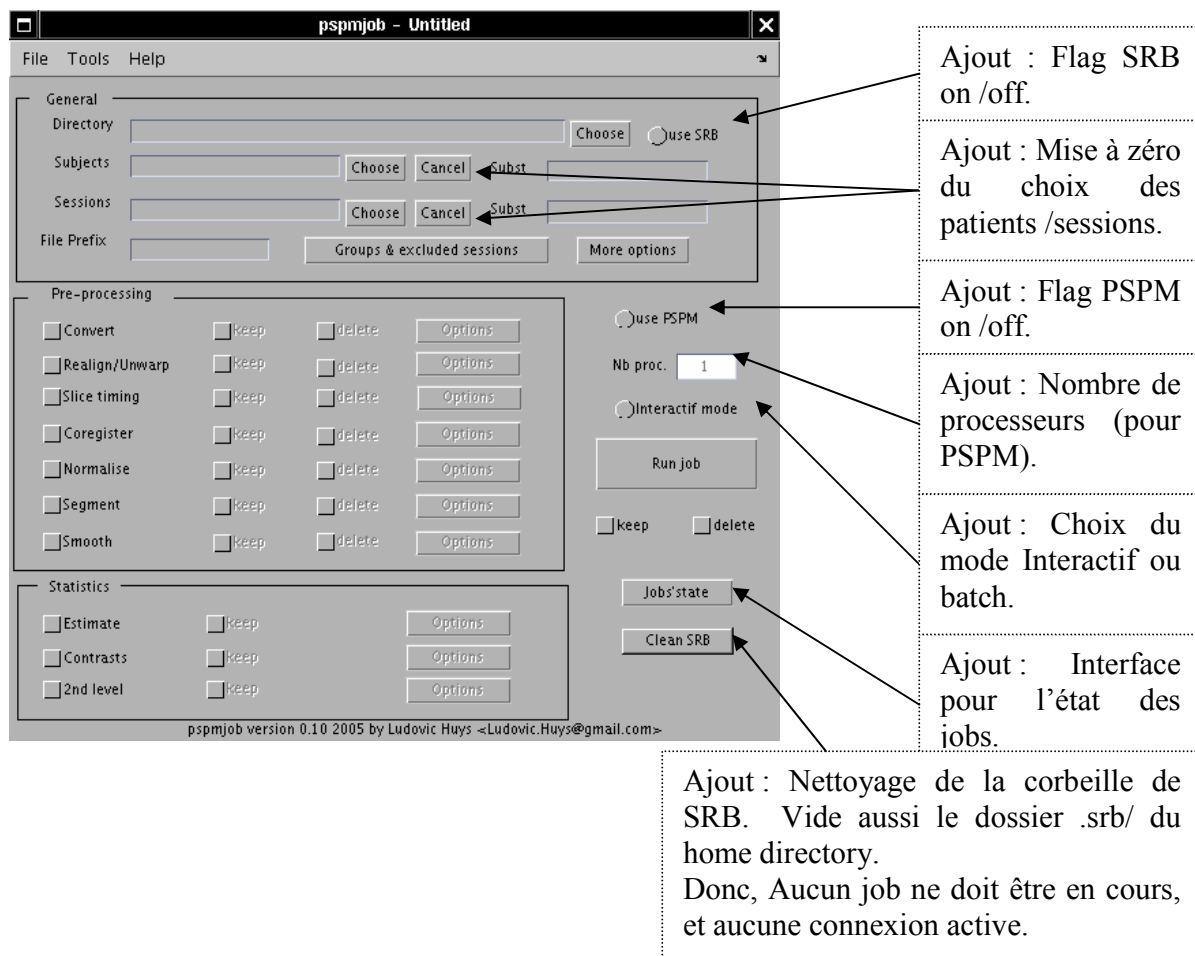 pspmjob - Untitled
File Tools Help
General
Directory Choose use SRB
Subjects Choose Cancel Subst
Sessions Choose Cancel Subst
File Prefix Groups & excluded sessions More options
Pre-processing
Convert keep delete Options
Realign/Unwarp keep delete Options
Slice timing keep delete Options
Coregister keep delete Options
Normalise keep delete Options
Segment keep delete Options
Smooth keep delete Options
use PSPM
Nb proc. 1
Interactif mode
Run job
keep delete
Statistics
Estimate keep Options
Contrasts keep Options
2nd level keep Options
Jobs'state
Clean SRB
pspmjob version 0.10 2005 by Ludovic Huys <Ludovic.Huys@gmail.com>
Ajout : Flag SRB
on /off.
Ajout : Mise à zéro
du choix des
patients /sessions.
Ajout : Flag PSPM
on /off.
Ajout : Nombre de
processeurs (pour
PSPM).
Ajout : Choix du
mode Interactif ou
batch.
Ajout : Interface
pour l'état des
jobs.
Ajout : Nettoyage de la corbeille de
SRB. Vide aussi le dossier .srb/ du
home directory.
Donc, Aucun job ne doit être en cours,
et aucune connexion active.